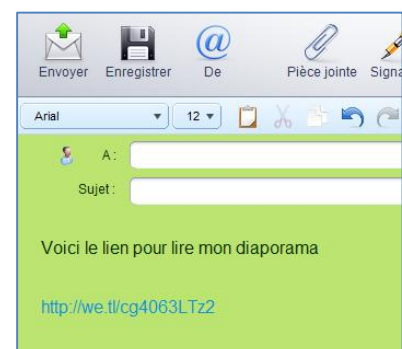 Envoyer Enregistrer De Pièce jointe
Arial 12
A :
Sujet :
Voici le lien pour lire mon diaporama
http://we.tl/cg4063LTz2